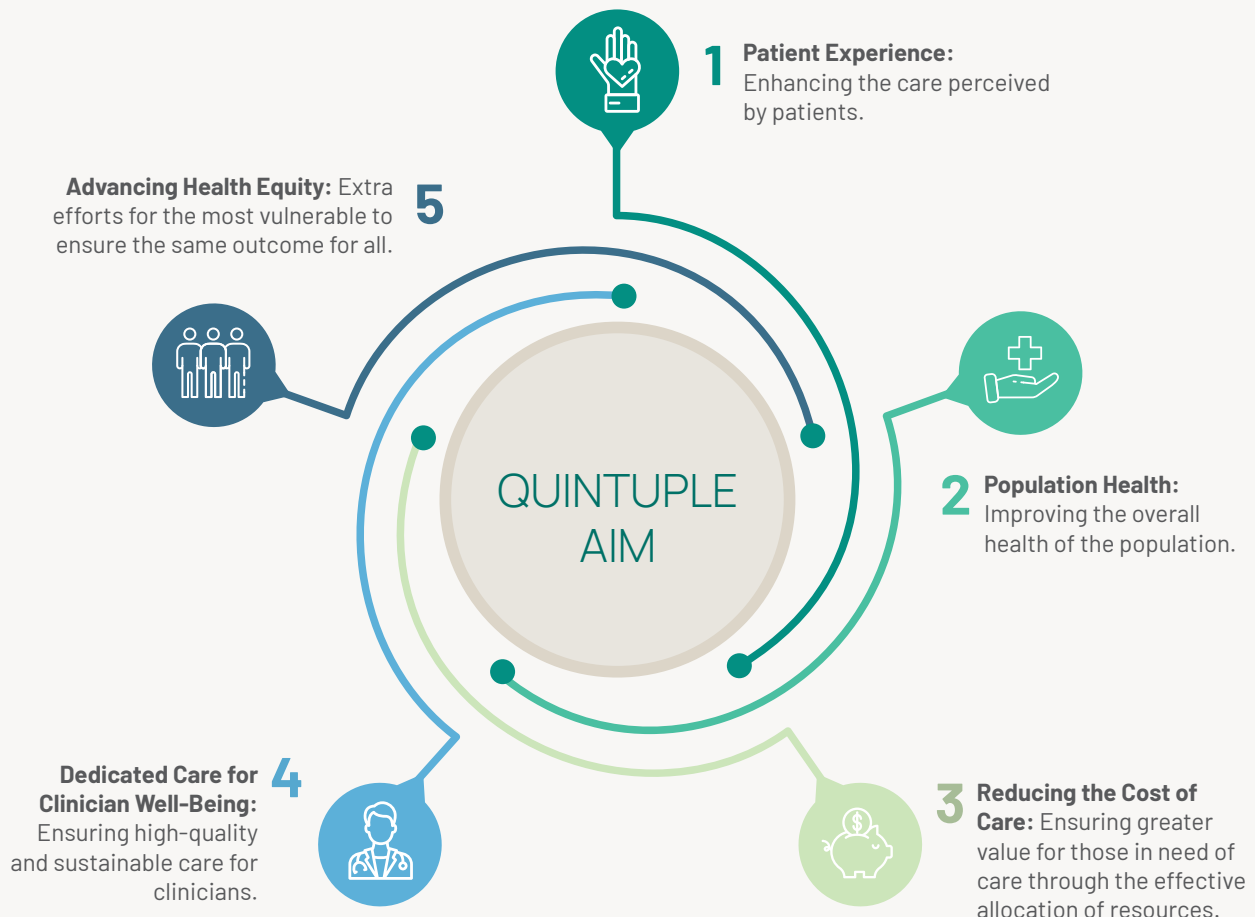 1
Patient Experience:
Enhancing the care perceived
by patients.
2
Population Health:
Improving the overall
health of the population.
3
Reducing the Cost of
Care: Ensuring greater
value for those in need of
care through the effective
allocation of resources.
4
Dedicated Care for
Clinician Well-Being:
Ensuring high-quality
and sustainable care for
clinicians.
5
Advancing Health Equity: Extra
efforts for the most vulnerable to
ensure the same outcome for all.
QUINTUPLE
AIM
$